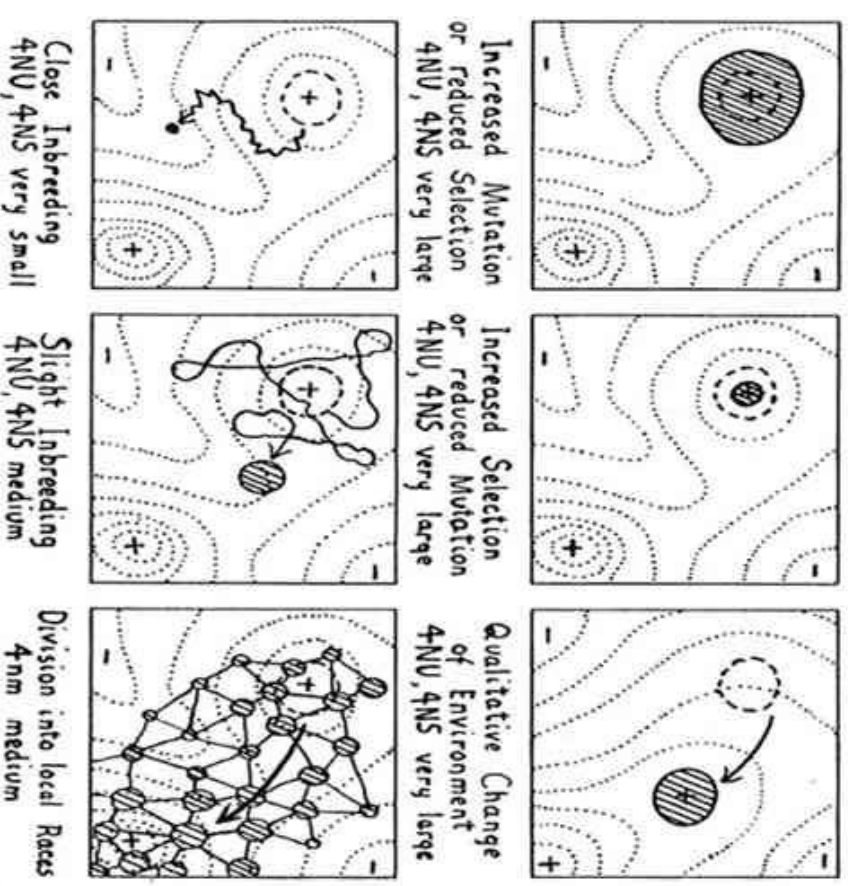 Increased Mutation
or reduced Selection
4NU, 4NS very large
Increased Selection
or reduced Mutation
4NU, 4NS very large
Qualitative Change
of Environment
4NU, 4NS very large
Close Inbreeding
4NU, 4NS very small
Slight Inbreeding
4NU, 4NS medium
Division into local Races
4nm medium